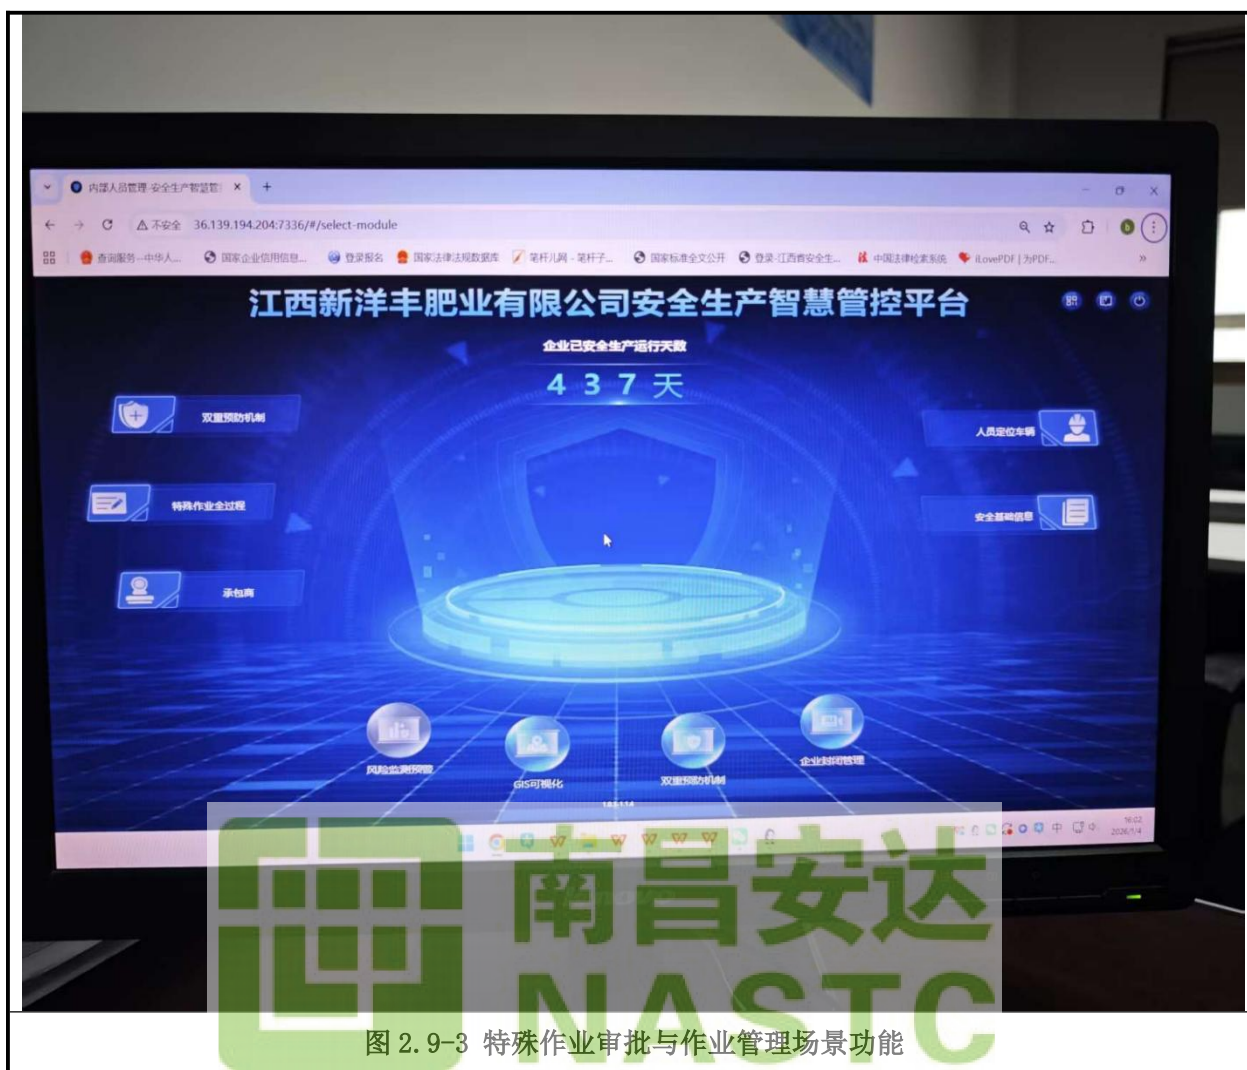 内部人员管理-安全生产智慧管
不安全 36.139.194.204:7336/#/select-module
查询服务--中华人... 国家企业信用信息... 登录报名 国家法律法规数据库 笔杆儿网 - 笔杆子... 国家标准全文公开 登录-江西省安全生... 中国法律检索系统 iLovePDF | 为PDF...
江西新洋丰肥业有限公司安全生产智慧管控平台
企业已安全生产运行天数
437天
双重预防机制
人员定位车辆
特殊作业全过程
安全基础信息
承包商
风险监测预警
GIS可视化
双重预防机制
企业封闭管理
中
16:02
2026/1/4
lenovo
南昌安达
NASTC
图 2.9-3 特殊作业审批与作业管理场景功能